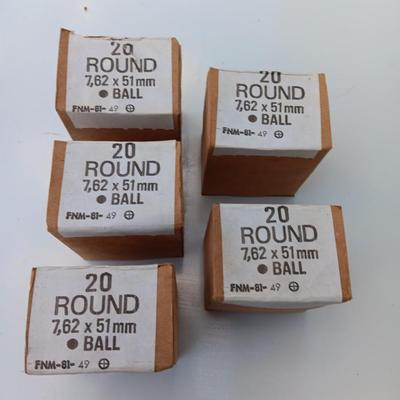 20
ROUND
7,62 x 51mm
● BALL
FNM-81-49 ⊕
20
ROUND
7,62 x 51mm
● BALL
FNM-81-49 ⊕
20
ROUND
7,62 x 51mm
● BALL
FNM-81-49 ⊕
20
ROUND
7,62 x 51mm
● BALL
FNM-81-49 ⊕
20
ROUND
7,62 x 51mm
● BALL
FNM-81-49 ⊕